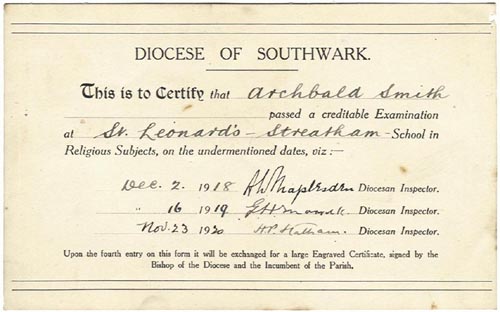 DIOCESE OF SOUTHWARK.
This is to Certify that Archbald Smith
passed a creditable Examination
at St. Leonard's - Streatham - School in
Religious Subjects, on the undermentioned dates, viz :—
Dec. 2 1918 Diocesan Inspector.
" 16 1919 Diocesan Inspector.
Nov. 23 1920 H.P. Statham. Diocesan Inspector.
Upon the fourth entry on this form it will be exchanged for a large Engraved Certificate, signed by the
Bishop of the Diocese and the Incumbent of the Parish.